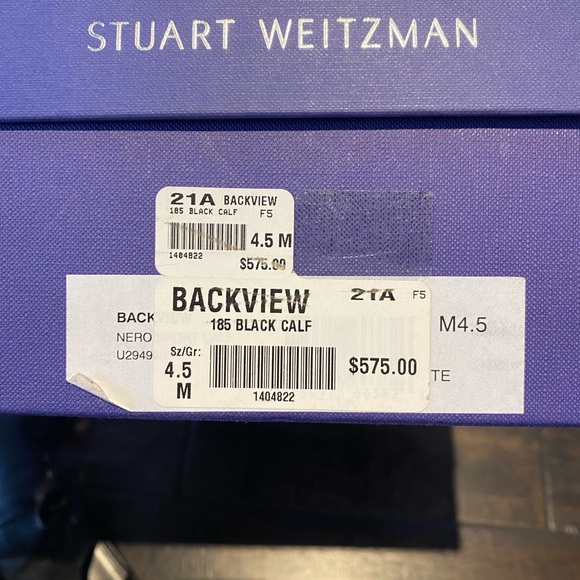 STUART WEITZMAN
21A BACKVIEW
185 BLACK CALF F5
4.5 M
1404822
$575.00
BACKVIEW 21A F5
185 BLACK CALF
Sz/Gr:
4.5
M
1404822
$575.00
BACK
NERO
U2949
M4.5
TE